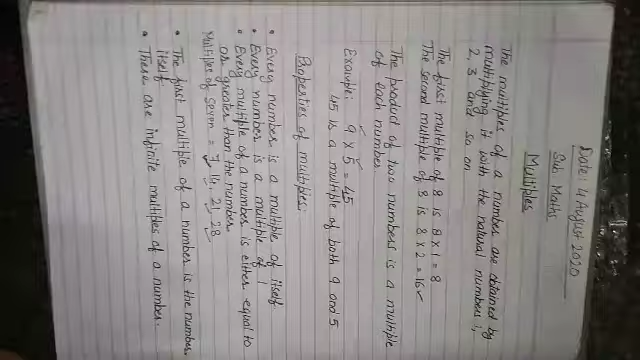 Date: 4 August 2020
Sub: Maths
Multiples
The multiples of a number are obtained by
multiplying it with the natural numbers 1,
2, 3 and so on
The first multiple of 8 is 8 x 1 = 8
The second multiple of 8 is 8 x 2 = 16
The product of two numbers is a multiple
of each number
Example: 9 x 5 = 45
45 is a multiple of both 9 and 5
Properties of multiples:
• Every number is a multiple of itself
• Every number is a multiple of 1
• Every multiple of a number is either equal to
or greater than the number.
Multiples of Seven = 7, 14, 21, 28
• The first multiple of a number is the number
itself
• There are infinite multiples of a number.